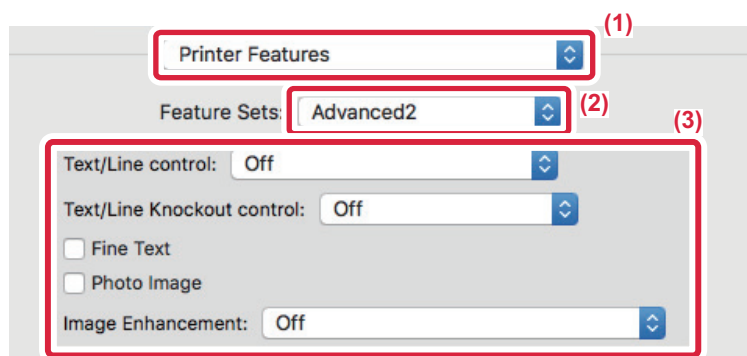 (1)
Printer Features
Feature Sets: Advanced2 (2)
(3)
Text/Line control: Off
Text/Line Knockout control: Off
Fine Text
Photo Image
Image Enhancement: Off